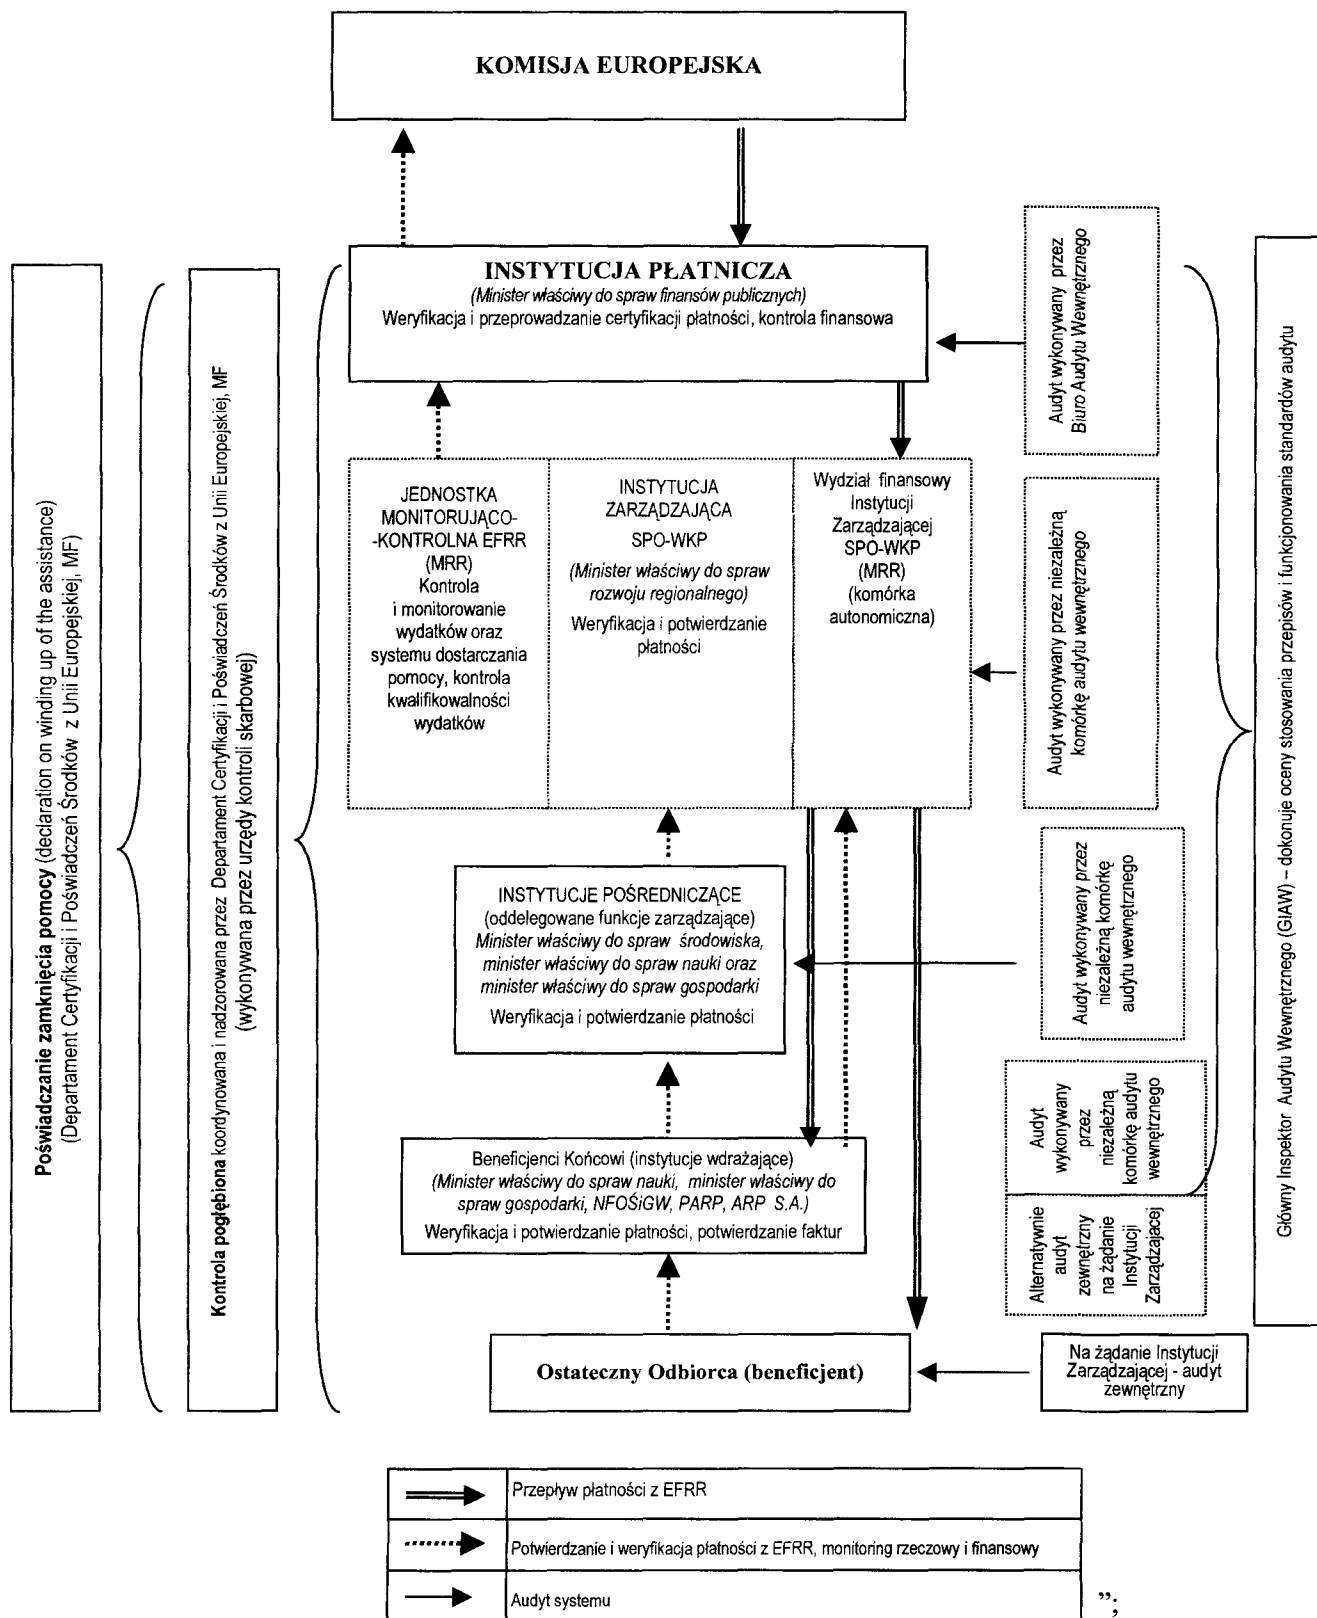 KOMISJA EUROPEJSKA
INSTYTUCJA PŁATNICZA
(Minister właściwy do spraw finansów publicznych)
Weryfikacja i przeprowadzanie certyfikacji płatności, kontrola finansowa
Poświadczanie zamknięcia pomocy (declaration on winding up of the assistance)
(Departament Certyfikacji i Poświadczeń Środków z Unii Europejskiej, MF)
Kontrola pogłębiona koordynowana i nadzorowana przez Departament Certyfikacji i Poświadczeń Środków z Unii Europejskiej, MF
(wykonywana przez urzędy kontroli skarbowej)
JEDNOSTKA
MONITORUJĄCO-
-KONTROLNA EFRR
(MRR)
Kontrola
i monitorowanie
wydatków oraz
systemu dostarczania
pomocy, kontrola
kwalifikowalności
wydatków
INSTYTUCJA
ZARZĄDZAJĄCA
SPO-WKP
(Minister właściwy do spraw
rozwoju regionalnego)
Weryfikacja i potwierdzanie
płatności
Wydział finansowy
Instytucji
Zarządzającej
SPO-WKP
(MRR)
(komórka
autonomiczna)
INSTYTUCJE POŚREDNICZĄCE
(oddelegowane funkcje zarządzające)
Minister właściwy do spraw środowiska,
minister właściwy do spraw nauki oraz
minister właściwy do spraw gospodarki
Weryfikacja i potwierdzanie płatności
Beneficjenci Końcowi (instytucje wdrażające)
(Minister właściwy do spraw nauki, minister właściwy do
spraw gospodarki, NFOŚiGW, PARP, ARP S.A.)
Weryfikacja i potwierdzanie płatności, potwierdzanie faktur
Ostateczny Odbiorca (beneficjent)
Audyt wykonywany przez
Biuro Audytu Wewnętrznego
Audyt wykonywany przez niezależną
komórkę audytu wewnętrznego
Audyt wykonywany przez
niezależną komórkę
audytu wewnętrznego
Audyt
wykonywany
przez
niezależną
komórkę audytu
wewnętrznego
Alternatywnie
audyt
zewnętrzny
na żądanie
Instytucji
Zarządzajacej
Na żądanie Instytucji
Zarządzającej - audyt
zewnętrzny
Główny Inspektor Audytu Wewnętrznego (GIAW) – dokonuje oceny stosowania przepisów i funkcjonowania standardów audytu
Przepływ płatności z EFRR
Potwierdzanie i weryfikacja płatności z EFRR, monitoring rzeczowy i finansowy
Audyt systemu
”;